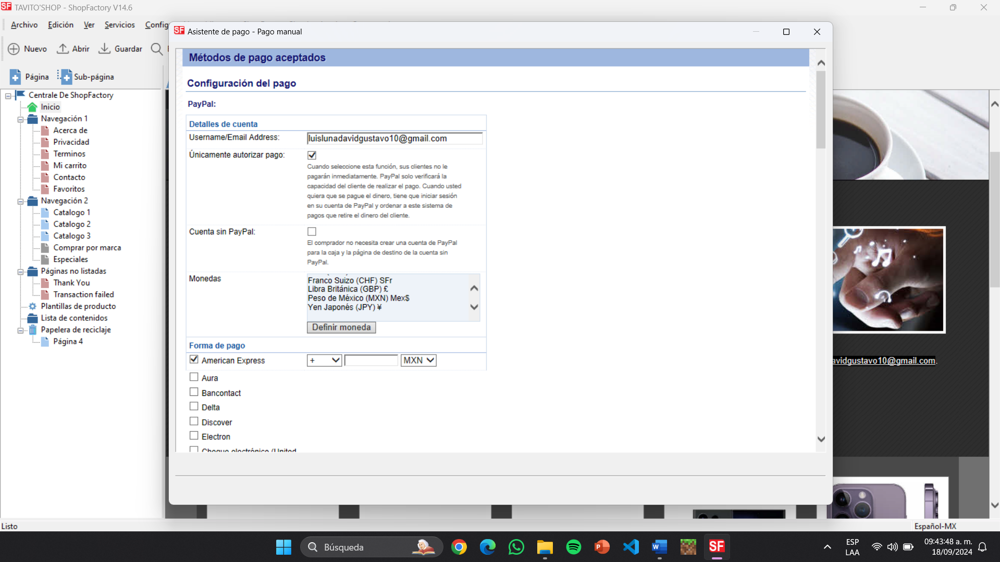 SF TAVITO'SHOP - ShopFactory V14.6
Archivo Edición Ver Servicios Config
Nuevo Abrir Guardar
Página Sub-página
Centrale De ShopFactory
Inicio
Navegación 1
Acerca de
Privacidad
Terminos
Mi carrito
Contacto
Favoritos
Navegación 2
Catalogo 1
Catalogo 2
Catalogo 3
Comprar por marca
Especiales
Páginas no listadas
Thank You
Transaction failed
Plantillas de producto
Lista de contenidos
Papelera de reciclaje
Página 4
SF Asistente de pago - Pago manual
Métodos de pago aceptados
Configuración del pago
PayPal:
Detalles de cuenta
Username/Email Address: luislunadavidgustavo10@gmail.com
Únicamente autorizar pago:
Cuando seleccione esta función, sus clientes no le
pagarán inmediatamente. PayPal solo verificará la
capacidad del cliente de realizar el pago. Cuando usted
quiera que se pague el dinero, tiene que iniciar sesión
en su cuenta de PayPal y ordenar a este sistema de
pagos que retire el dinero del cliente.
Cuenta sin PayPal:
El comprador no necesita crear una cuenta de PayPal
para la caja y la página de destino de la cuenta sin
PayPal.
Monedas
Franco Suizo (CHF) SFr
Libra Británica (GBP) £
Peso de México (MXN) Mex$
Yen Japonés (JPY) ¥
Definir moneda
Forma de pago
American Express + MXN
Aura
Bancontact
Delta
Discover
Electron
Cheque electrónico (United
avidgustavo10@gmail.com.
Listo
Español-MX
Búsqueda
P
W
SF
ESP
LAA
09:43:48 a. m.
18/09/2024